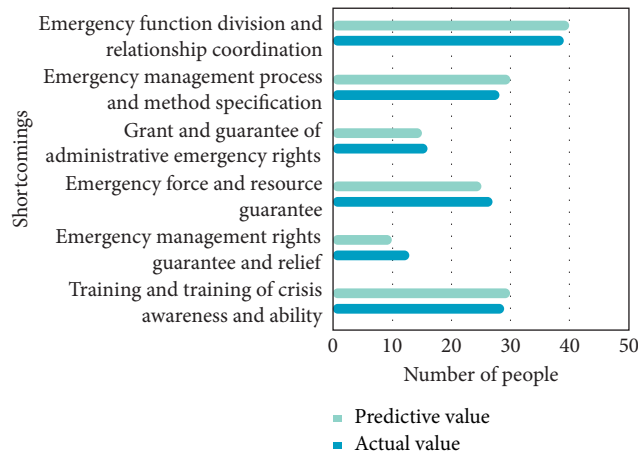 Shortcomings
Emergency function division and
relationship coordination
Emergency management process
and method specification
Grant and guarantee of
administrative emergency rights
Emergency force and resource
guarantee
Emergency management rights
guarantee and relief
Training and training of crisis
awareness and ability
0 10 20 30 40 50
Number of people
Predictive value
Actual value